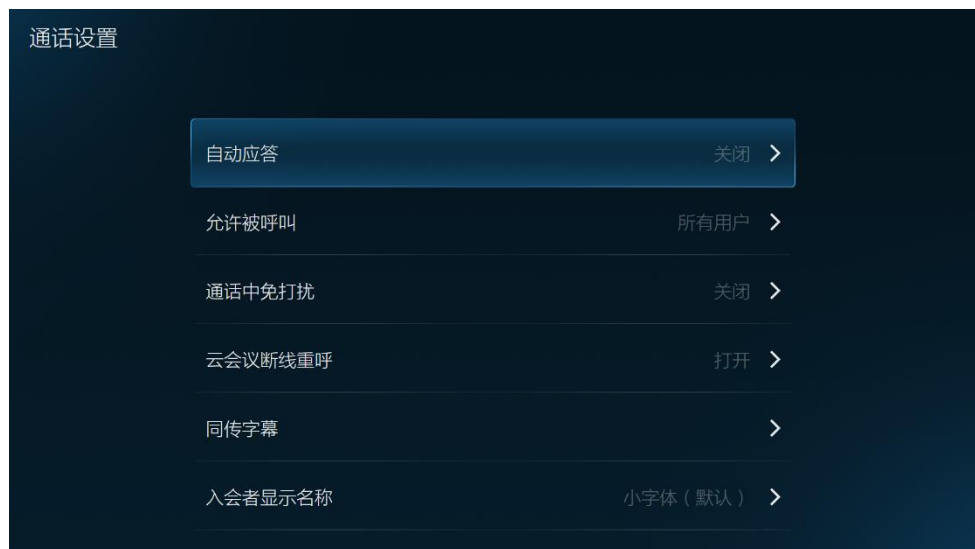 通话设置
自动应答 关闭
允许被呼叫 所有用户
通话中免打扰 关闭
云会议断线重呼 打开
同传字幕
入会者显示名称 小字体（默认）